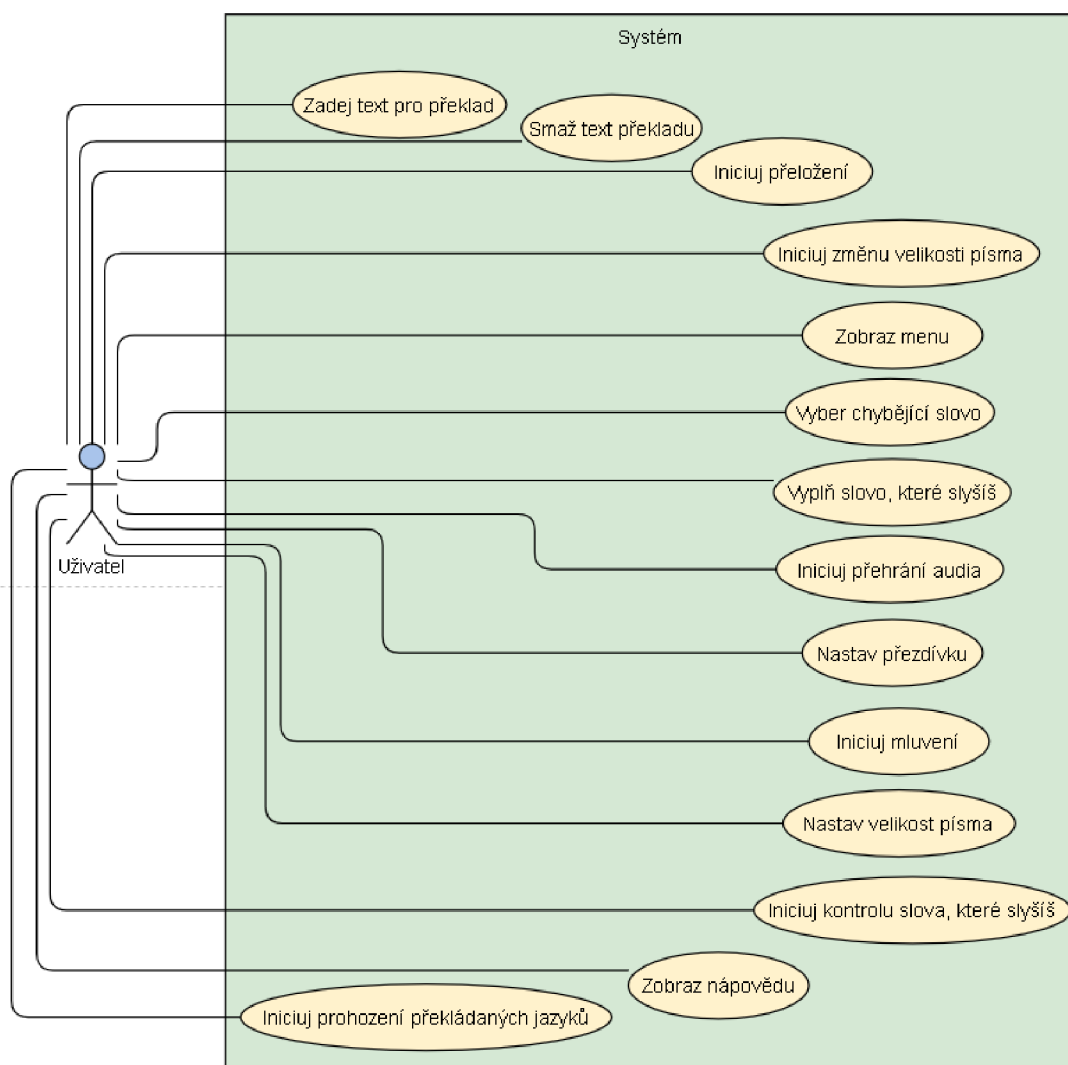 Systém
Zadej text pro překlad
Smaž text překladu
Iniciuj přeložení
Iniciuj změnu velikosti písma
Zobraz menu
Vyber chybějící slovo
Vyplň slovo, které slyšíš
Uživatel
Iniciuj přehrání audia
Nastav přezdívku
Iniciuj mluvení
Nastav velikost písma
Iniciuj kontrolu slova, které slyšíš
Zobraz nápovědu
Iniciuj prohození překládaných jazyků